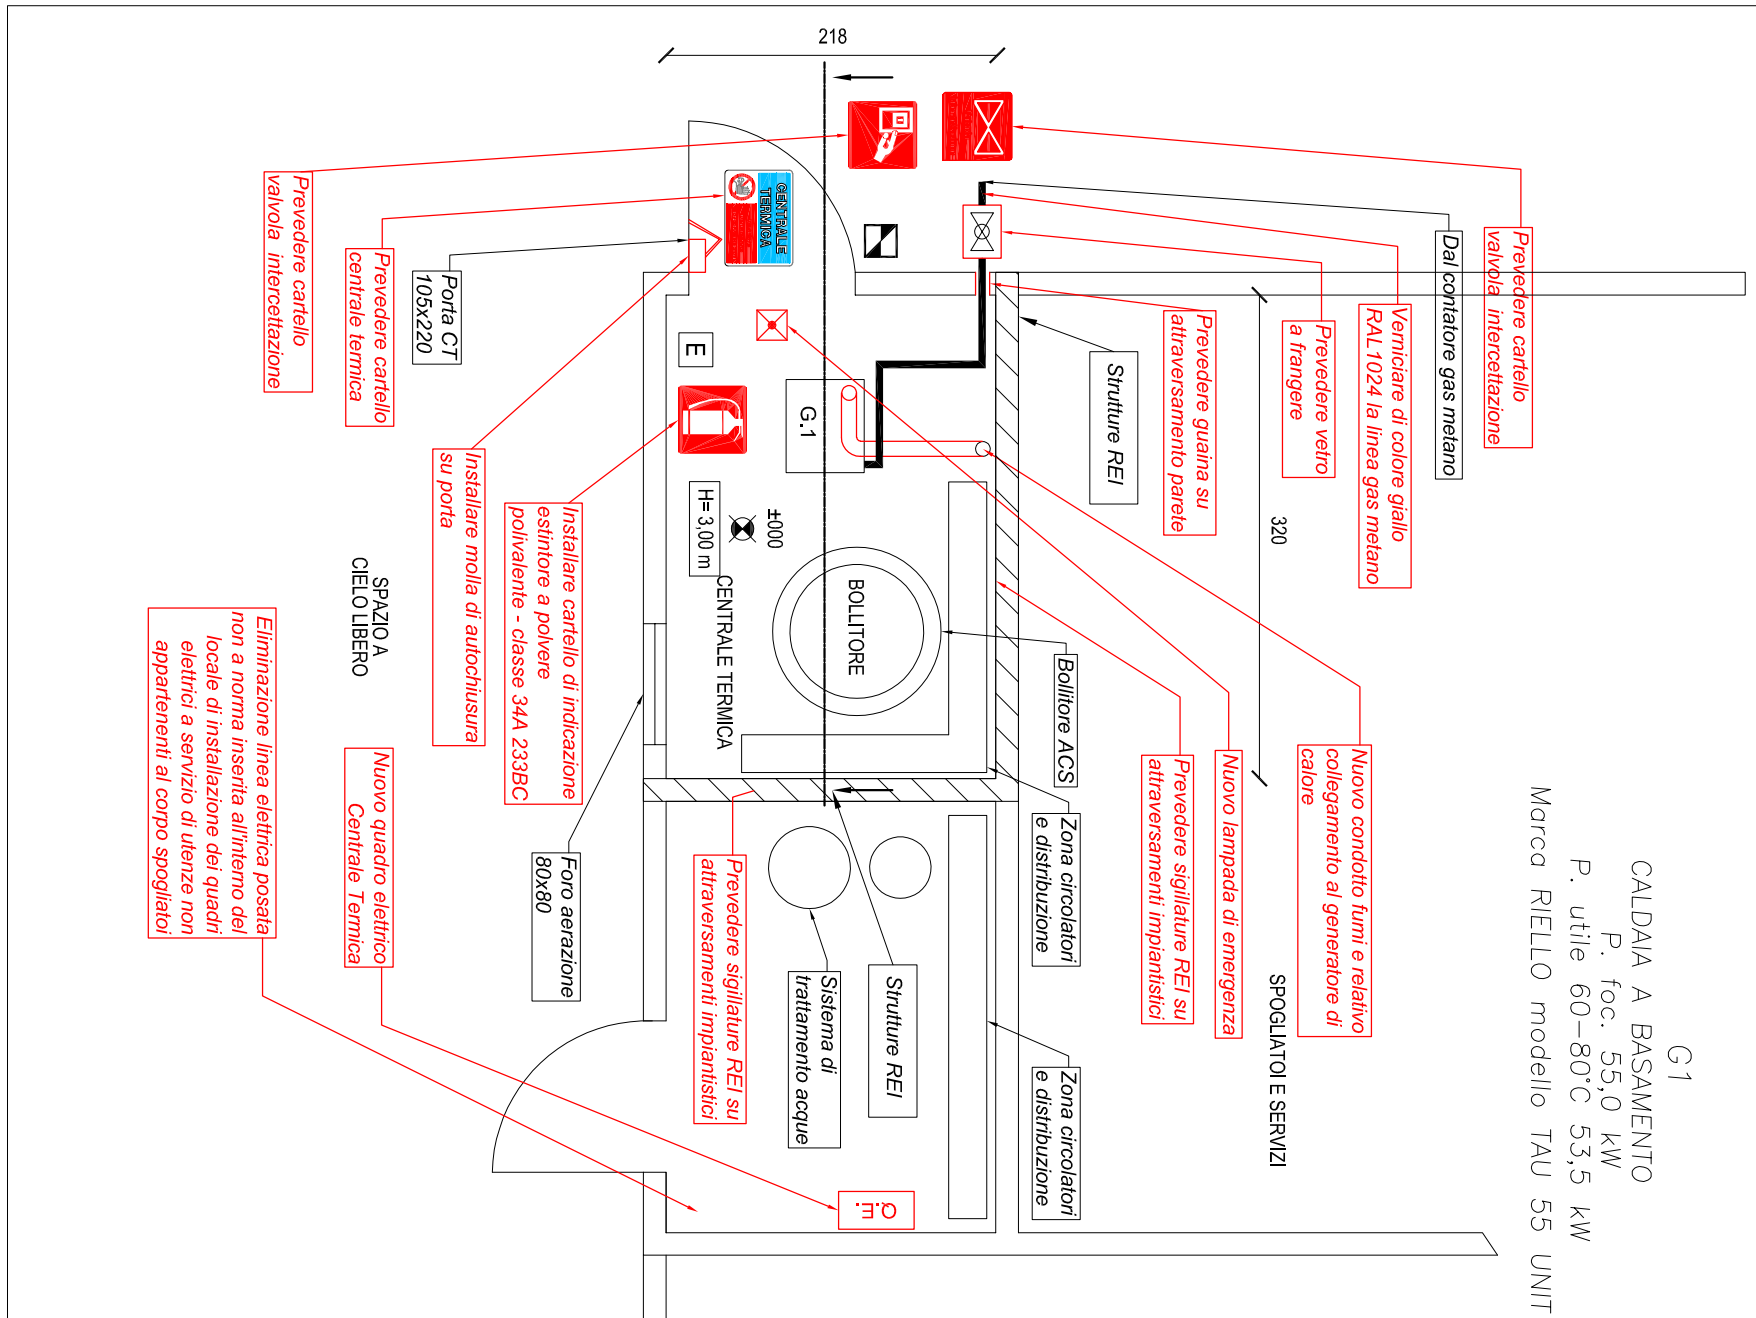 218
Prevedere cartello
valvola intercettazione
Dal contatore gas metano
Verniciare di colore giallo
RAL1024 la linea gas metano
Prevedere vetro
a frangere
Prevedere guaina su
attraversamento parete
Strutture REI
320
CENTRALE
TERMICA
Prevedere cartello
valvola intercettazione
Prevedere cartello
centrale termica
Porta CT
105x220
Installare molla di autochiusura
su porta
Installare cartello di indicazione
estintore a polvere
polivalente - classe 34A 233BC
E
G.1
±000
H= 3,00 m
BOLLITORE
CENTRALE TERMICA
Bollitore ACS
SPAZIO A
CIELO LIBERO
Nuovo condotto fumi e relativo
collegamento al generatore di
calore
Nuovo lampada di emergenza
Prevedere sigillature REI su
attraversamenti impiantistici
Zona circolatori
e distribuzione
Foro aerazione
80x80
Nuovo quadro elettrico
Centrale Termica
Eliminazione linea elettrica posata
non a norma inserita all'interno del
locale di installazione dei quadri
elettrici a servizio di utenze non
appartenenti al corpo spogliatoi
Prevedere sigillature REI su
attraversamenti impiantistici
Sistema di
trattamento acque
Strutture REI
Zona circolatori
e distribuzione
SPOGLIATOI E SERVIZI
Q.E.
G1
CALDAIA A BASAMENTO
P. foc. 55,0 kW
P. utile 60-80°C 53,5 kW
Marca RIELLO modello TAU 55 UNIT